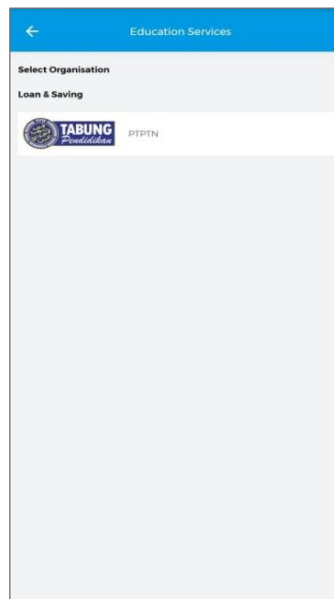 Education Services
Select Organisation
Loan & Saving
TABUNG
Pendidikan
PTPTN